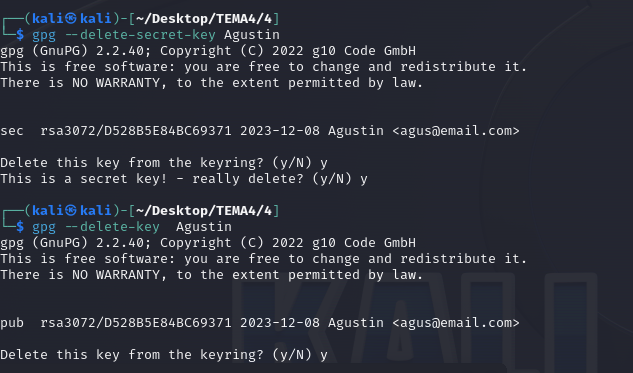 ┌──(kali㉿kali)-[~/Desktop/TEMA4/4]
└─$ gpg --delete-secret-key Agustin
gpg (GnuPG) 2.2.40; Copyright (C) 2022 g10 Code GmbH
This is free software: you are free to change and redistribute it.
There is NO WARRANTY, to the extent permitted by law.
sec  rsa3072/D528B5E84BC69371 2023-12-08 Agustin <agus@email.com>
Delete this key from the keyring? (y/N) y
This is a secret key! - really delete? (y/N) y
┌──(kali㉿kali)-[~/Desktop/TEMA4/4]
└─$ gpg --delete-key  Agustin
gpg (GnuPG) 2.2.40; Copyright (C) 2022 g10 Code GmbH
This is free software: you are free to change and redistribute it.
There is NO WARRANTY, to the extent permitted by law.
pub  rsa3072/D528B5E84BC69371 2023-12-08 Agustin <agus@email.com>
Delete this key from the keyring? (y/N) y
KALI